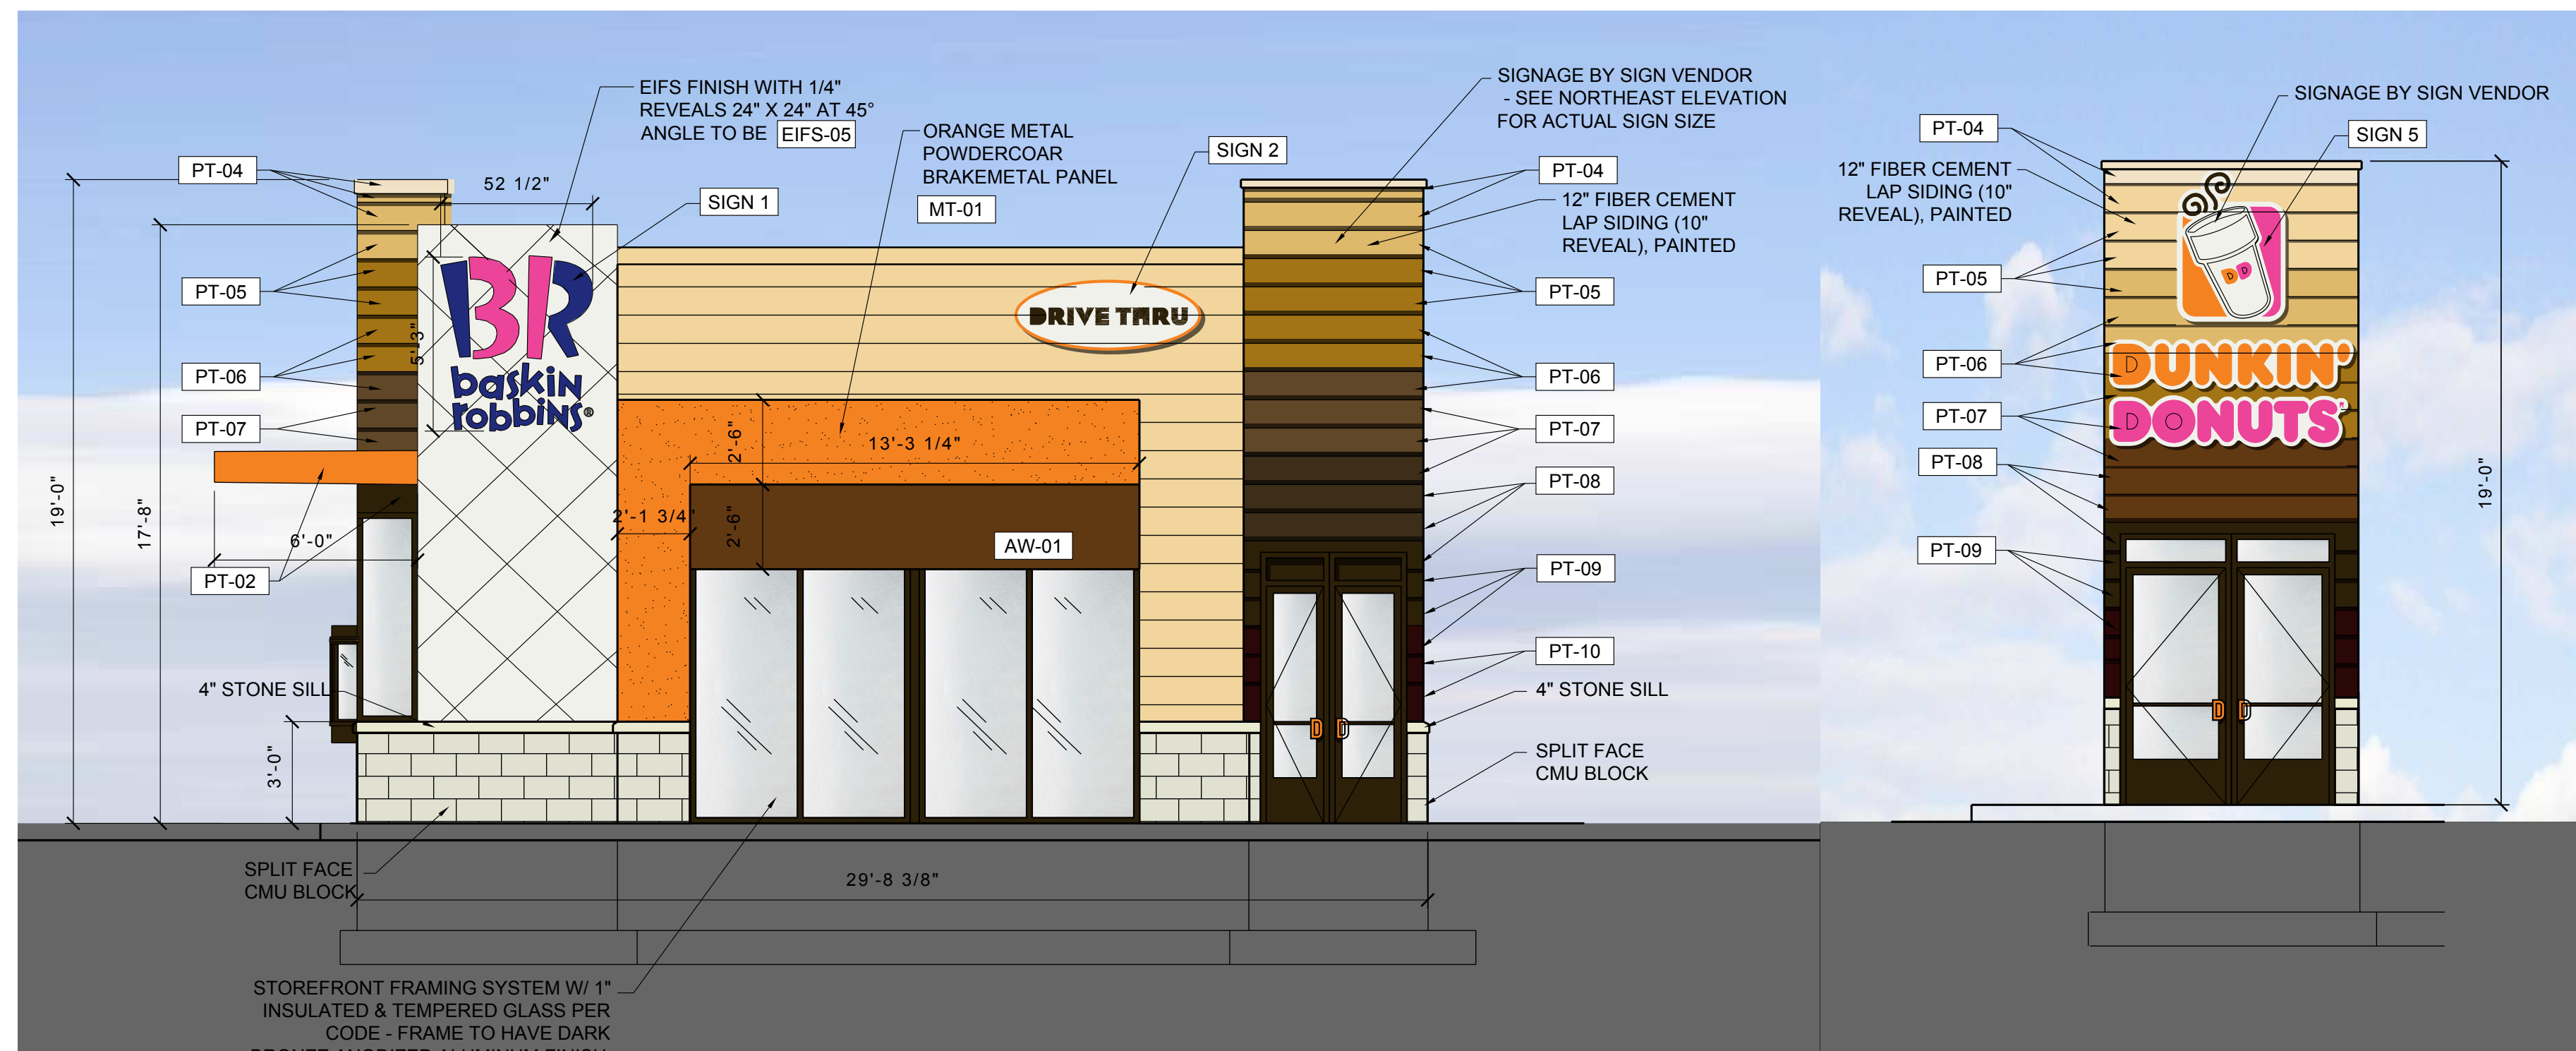 EIFS FINISH WITH 1/4"
REVEALS 24" X 24" AT 45°
ANGLE TO BE EIFS-05
ORANGE METAL
POWDERCOAR
BRAKEMETAL PANEL
MT-01
SIGN 2
SIGN 1
SIGNAGE BY SIGN VENDOR
- SEE NORTHEAST ELEVATION
FOR ACTUAL SIGN SIZE
PT-04
12" FIBER CEMENT
LAP SIDING (10"
REVEAL), PAINTED
PT-05
PT-06
PT-07
PT-08
PT-09
PT-10
4" STONE SILL
SPLIT FACE
CMU BLOCK
PT-04
PT-05
PT-06
PT-07
PT-02
52 1/2"
5'-3"
19'-0"
17'-8"
6'-0"
3'-0"
4" STONE SILL
BR
baskin
robbins®
DRIVE THRU
2'-6"
13'-3 1/4"
2'-1 3/4"
2'-6"
AW-01
D D
SPLIT FACE
CMU BLOCK
29'-8 3/8"
STOREFRONT FRAMING SYSTEM W/ 1"
INSULATED & TEMPERED GLASS PER
CODE - FRAME TO HAVE DARK
SIGNAGE BY SIGN VENDOR
SIGN 5
PT-04
12" FIBER CEMENT
LAP SIDING (10"
REVEAL), PAINTED
PT-05
PT-06
PT-07
PT-08
PT-09
DD
DUNKIN'
DONUTS
D D
19'-0"